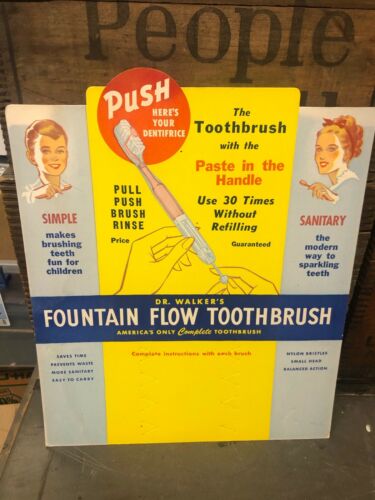 People
PUSH
HERE'S
YOUR
DENTIFRICE
The
Toothbrush
with the
Paste in the
Handle
Use 30 Times
Without
Refilling
Guaranteed
PULL
PUSH
BRUSH
RINSE
Price
SIMPLE
makes
brushing
teeth
fun for
children
SANITARY
the
modern
way to
sparkling
teeth
DR. WALKER'S
FOUNTAIN FLOW TOOTHBRUSH
AMERICA'S ONLY Complete TOOTHBRUSH
Complete instructions with each brush
SAVES TIME
PREVENTS WASTE
MORE SANITARY
EASY TO CARRY
NYLON BRISTLES
SMALL HEAD
BALANCED ACTION